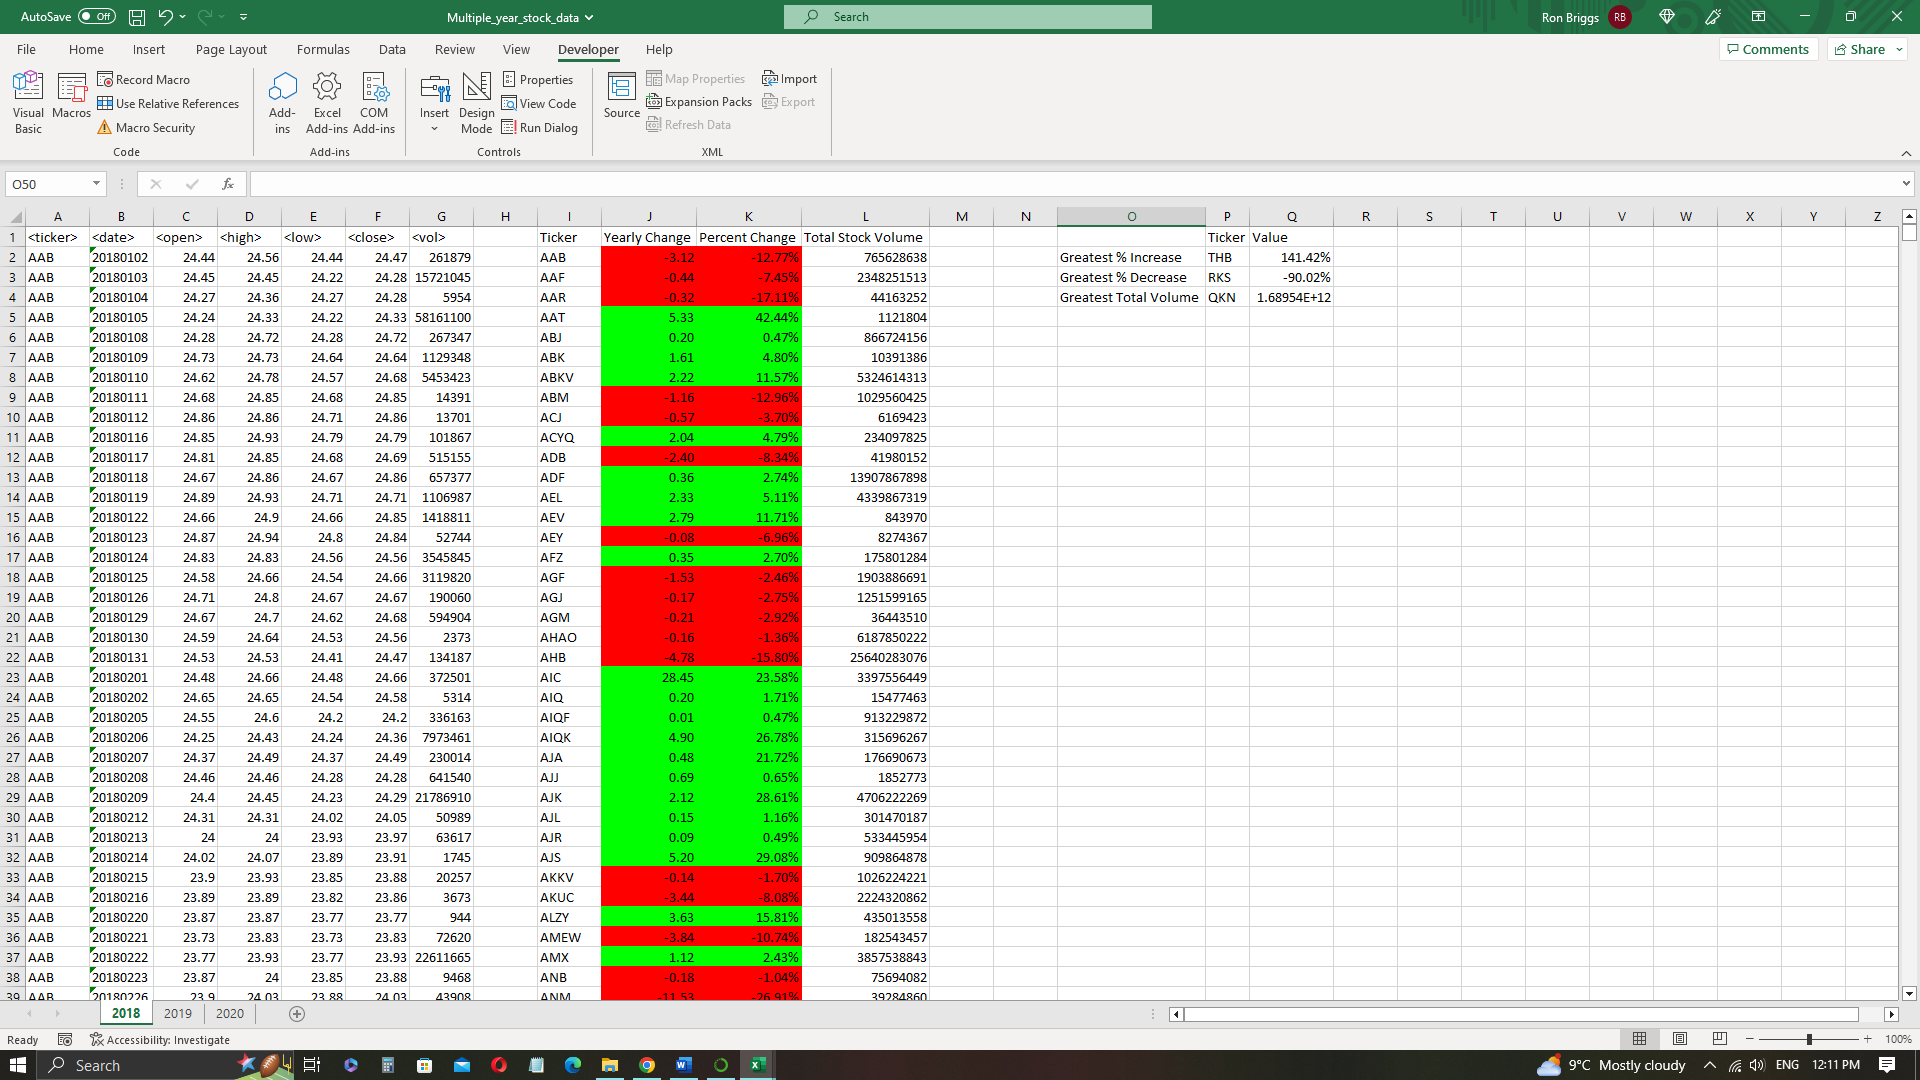 AutoSave Off Multiple_year_stock_data Search Ron Briggs RB
File Home Insert Page Layout Formulas Data Review View Developer Help Comments Share
Visual Basic Macros Record Macro Use Relative References Macro Security Code
Add-ins Excel Add-ins COM Add-ins Add-ins
Insert Design Mode Properties View Code Run Dialog Controls
Source Map Properties Expansion Packs Refresh Data Import Export XML
O50 fx
A B C D E F G H I J K L M N O P Q R S T U V W X Y Z
1 <ticker> <date> <open> <high> <low> <close> <vol> Ticker Yearly Change Percent Change Total Stock Volume Ticker Value
2 AAB 20180102 24.44 24.56 24.44 24.47 261879 AAB -3.12 -12.77% 765628638 Greatest % Increase THB 141.42%
3 AAB 20180103 24.45 24.45 24.22 24.28 15721045 AAF -0.44 -7.45% 2348251513 Greatest % Decrease RKS -90.02%
4 AAB 20180104 24.27 24.36 24.27 24.28 5954 AAR -0.32 -17.11% 44163252 Greatest Total Volume QKN 1.68954E+12
5 AAB 20180105 24.24 24.33 24.22 24.33 58161100 AAT 5.33 42.44% 1121804
6 AAB 20180108 24.28 24.72 24.28 24.72 267347 ABJ 0.20 0.47% 866724156
7 AAB 20180109 24.73 24.73 24.64 24.64 1129348 ABK 1.61 4.80% 10391386
8 AAB 20180110 24.62 24.78 24.57 24.68 5453423 ABKV 2.22 11.57% 5324614313
9 AAB 20180111 24.68 24.85 24.68 24.85 14391 ABM -1.16 -12.96% 1029560425
10 AAB 20180112 24.86 24.86 24.71 24.86 13701 ACJ -0.57 -3.70% 6169423
11 AAB 20180116 24.85 24.93 24.79 24.79 101867 ACYQ 2.04 4.79% 234097825
12 AAB 20180117 24.81 24.85 24.68 24.69 515155 ADB -2.40 -8.34% 41980152
13 AAB 20180118 24.67 24.86 24.67 24.86 657377 ADF 0.36 2.74% 13907867898
14 AAB 20180119 24.89 24.93 24.71 24.71 1106987 AEL 2.33 5.11% 4339867319
15 AAB 20180122 24.66 24.9 24.66 24.85 1418811 AEV 2.79 11.71% 843970
16 AAB 20180123 24.87 24.94 24.8 24.84 52744 AEY -0.08 -6.96% 8274367
17 AAB 20180124 24.83 24.83 24.56 24.56 3545845 AFZ 0.35 2.70% 175801284
18 AAB 20180125 24.58 24.66 24.54 24.66 3119820 AGF -1.53 -2.46% 1903886691
19 AAB 20180126 24.71 24.8 24.67 24.67 190060 AGJ -0.17 -2.75% 1251599165
20 AAB 20180129 24.67 24.7 24.62 24.68 594904 AGM -0.21 -2.92% 36443510
21 AAB 20180130 24.59 24.64 24.53 24.56 2373 AHAO -0.16 -1.36% 6187850222
22 AAB 20180131 24.53 24.53 24.41 24.47 134187 AHB -4.78 -15.80% 25640283076
23 AAB 20180201 24.48 24.66 24.48 24.66 372501 AIC 28.45 23.58% 3397556449
24 AAB 20180202 24.65 24.65 24.54 24.58 5314 AIQ 0.20 1.71% 15477463
25 AAB 20180205 24.55 24.6 24.2 24.2 336163 AIQF 0.01 0.47% 913229872
26 AAB 20180206 24.25 24.43 24.24 24.36 7973461 AIQK 4.90 26.78% 315696267
27 AAB 20180207 24.37 24.49 24.37 24.49 230014 AJA 0.48 21.72% 176690673
28 AAB 20180208 24.46 24.46 24.28 24.28 641540 AJJ 0.69 0.65% 1852773
29 AAB 20180209 24.4 24.45 24.23 24.29 21786910 AJK 2.12 28.61% 4706222269
30 AAB 20180212 24.31 24.31 24.02 24.05 50989 AJL 0.15 1.16% 301470187
31 AAB 20180213 24 24 23.93 23.97 63617 AJR 0.09 0.49% 533445954
32 AAB 20180214 24.02 24.07 23.89 23.91 1745 AJS 5.20 29.08% 909864878
33 AAB 20180215 23.9 23.93 23.85 23.88 20257 AKKV -0.14 -1.70% 1026224221
34 AAB 20180216 23.89 23.89 23.82 23.86 3673 AKUC -3.44 -8.08% 2224320862
35 AAB 20180220 23.87 23.87 23.77 23.77 944 ALZY 3.63 15.81% 435013558
36 AAB 20180221 23.73 23.83 23.73 23.83 72620 AMEW -3.84 -10.74% 182543457
37 AAB 20180222 23.77 23.93 23.77 23.93 22611665 AMX 1.12 2.43% 3857538843
38 AAB 20180223 23.87 24 23.85 23.88 9468 ANB -0.18 -1.04% 75694082
39 AAB 20180226 23.9 24.03 23.88 24.03 43908 ANM -11.53 -26.91% 39284860
2018 2019 2020
Ready Accessibility: Investigate 100%
Search 9°C Mostly cloudy ENG 12:11 PM